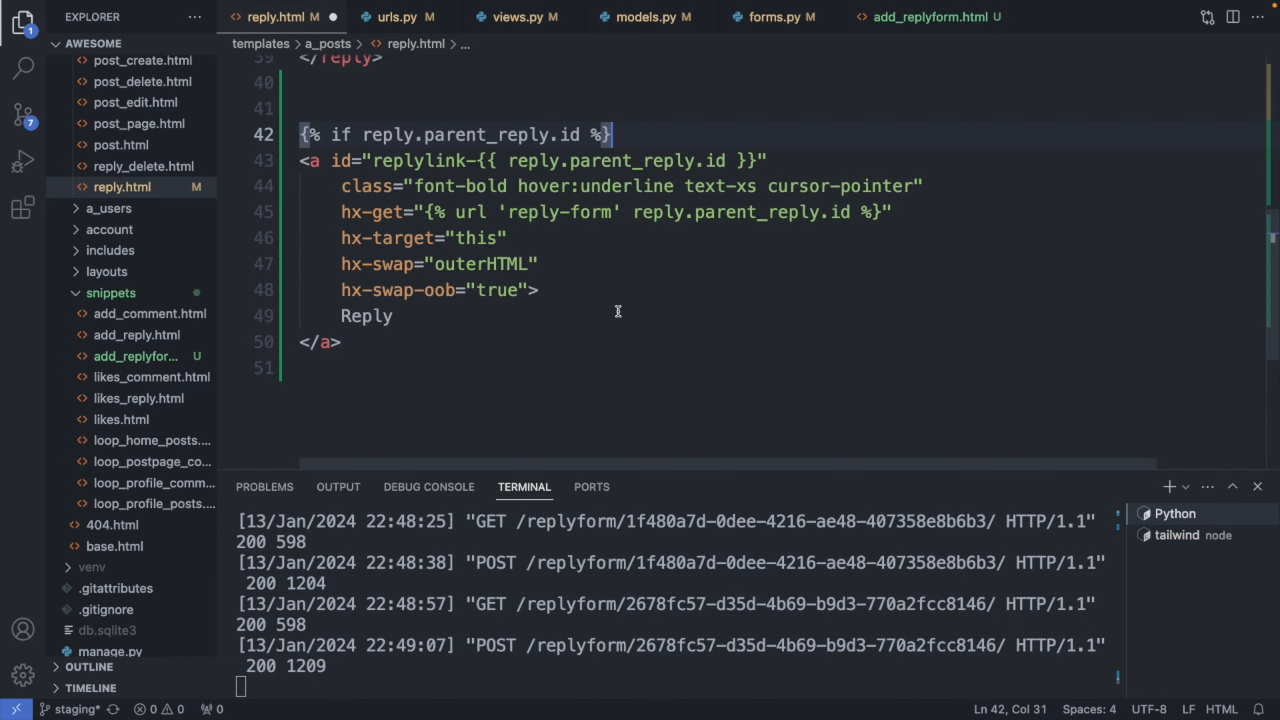 EXPLORER
reply.html M
urls.py M
views.py M
models.py M
forms.py M
add_replyform.html U
AWESOME
templates > a_posts > reply.html > ...
post_create.html
post_delete.html
post_edit.html
post_page.html
post.html
reply_delete.html
reply.html M
a_users
account
includes
layouts
snippets
add_comment.html
add_reply.html
add_replyfor... U
likes_comment.html
likes_reply.html
likes.html
loop_home_posts....
loop_postpage_co...
loop_profile_comm...
loop_profile_posts....
404.html
base.html
venv
.gitattributes
.gitignore
db.sqlite3
manage.py
OUTLINE
TIMELINE
39 </reply>
40
41
42 {% if reply.parent_reply.id %}
43 <a id="replylink-{{ reply.parent_reply.id }}"
44 class="font-bold hover:underline text-xs cursor-pointer"
45 hx-get="{% url 'reply-form' reply.parent_reply.id %}"
46 hx-target="this"
47 hx-swap="outerHTML"
48 hx-swap-oob="true">
49 Reply
50 </a>
51
PROBLEMS OUTPUT DEBUG CONSOLE TERMINAL PORTS
[13/Jan/2024 22:48:25] "GET /replyform/1f480a7d-0dee-4216-ae48-407358e8b6b3/ HTTP/1.1"
200 598
[13/Jan/2024 22:48:38] "POST /replyform/1f480a7d-0dee-4216-ae48-407358e8b6b3/ HTTP/1.1"
200 1204
[13/Jan/2024 22:48:57] "GET /replyform/2678fc57-d35d-4b69-b9d3-770a2fcc8146/ HTTP/1.1"
200 598
[13/Jan/2024 22:49:07] "POST /replyform/2678fc57-d35d-4b69-b9d3-770a2fcc8146/ HTTP/1.1"
200 1209
Python
tailwind node
1
7
staging* 0 0 0 Ln 42, Col 31 Spaces: 4 UTF-8 LF HTML